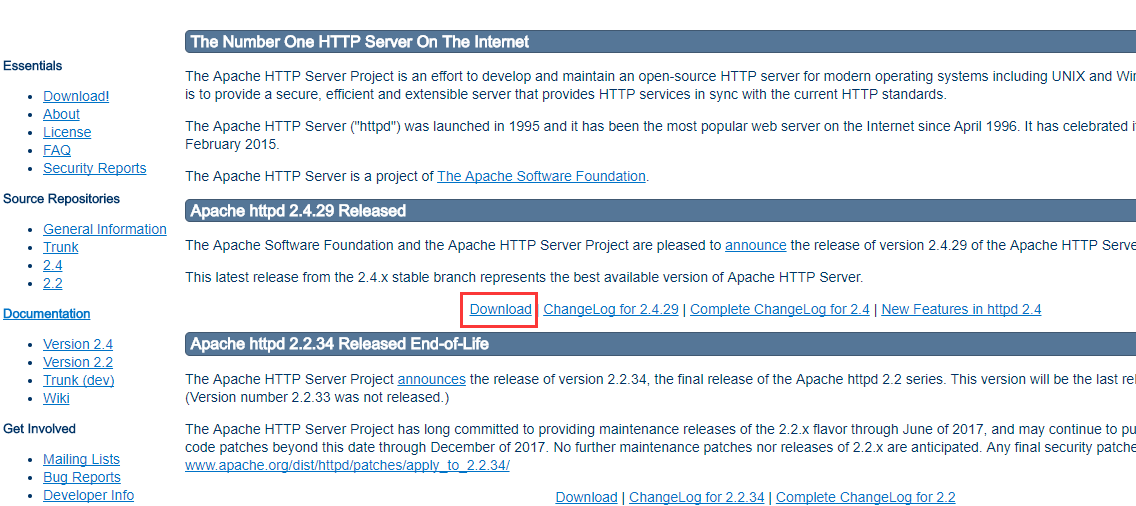 The Number One HTTP Server On The Internet
Essentials
Download!
About
License
FAQ
Security Reports
Source Repositories
General Information
Trunk
2.4
2.2
Documentation
Version 2.4
Version 2.2
Trunk (dev)
Wiki
Get Involved
Mailing Lists
Bug Reports
Developer Info
The Apache HTTP Server Project is an effort to develop and maintain an open-source HTTP server for modern operating systems including UNIX and
is to provide a secure, efficient and extensible server that provides HTTP services in sync with the current HTTP standards.
The Apache HTTP Server ("httpd") was launched in 1995 and it has been the most popular web server on the Internet since April 1996. It has celebrated
February 2015.
The Apache HTTP Server is a project of The Apache Software Foundation.
Apache httpd 2.4.29 Released
The Apache Software Foundation and the Apache HTTP Server Project are pleased to announce the release of version 2.4.29 of the Apache HTTP
This latest release from the 2.4.x stable branch represents the best available version of Apache HTTP Server.
Download | ChangeLog for 2.4.29 | Complete ChangeLog for 2.4 | New Features in httpd 2.4
Apache httpd 2.2.34 Released End-of-Life
The Apache HTTP Server Project announces the release of version 2.2.34, the final release of the Apache httpd 2.2 series. This version will be the last
(Version number 2.2.33 was not released.)
The Apache HTTP Server Project has long committed to providing maintenance releases of the 2.2.x flavor through June of 2017, and may continue to
code patches beyond this date through December of 2017. No further maintenance patches nor releases of 2.2.x are anticipated. Any final security
www.apache.org/dist/httpd/patches/apply_to_2.2.34/
Download | ChangeLog for 2.2.34 | Complete ChangeLog for 2.2